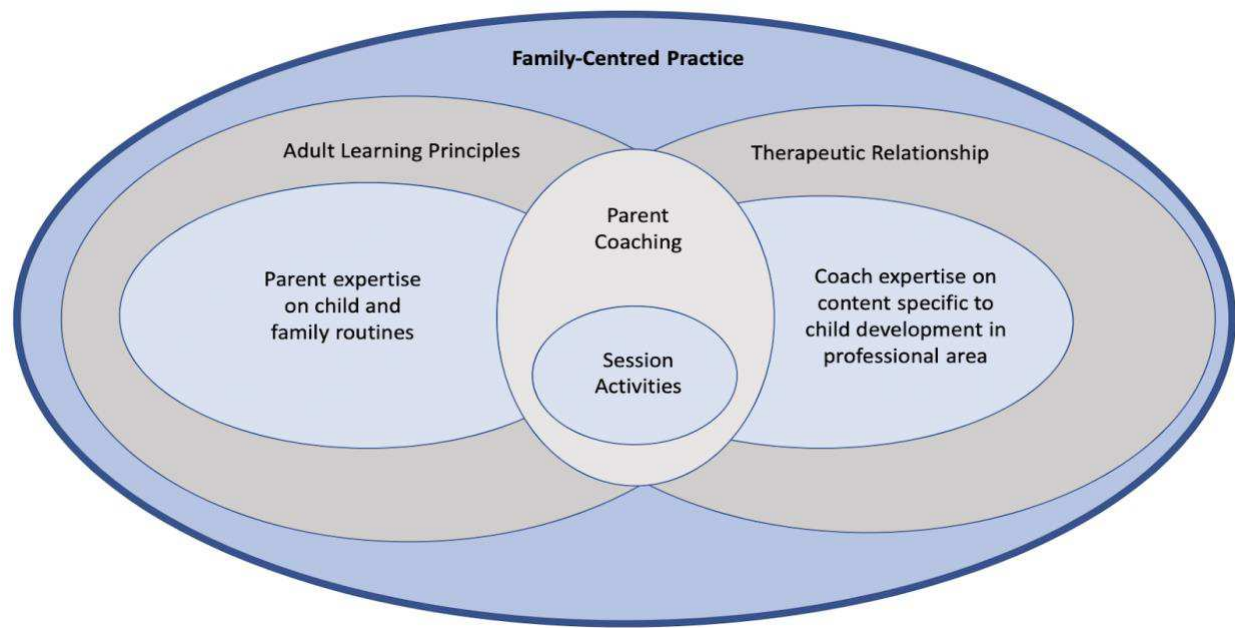 Family-Centred Practice
Adult Learning Principles
Therapeutic Relationship
Parent
Coaching
Parent expertise
on child and
family routines
Coach expertise on
content specific to
child development in
professional area
Session
Activities